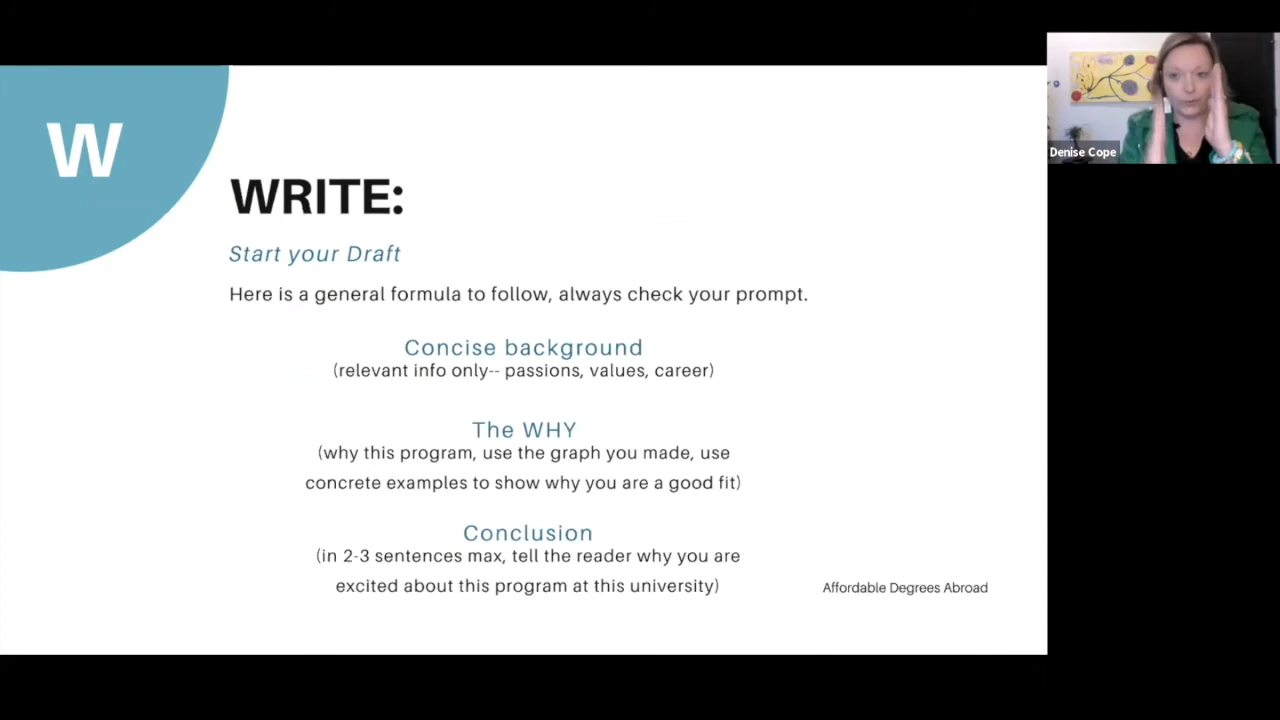 W
WRITE:
Start your Draft
Here is a general formula to follow, always check your prompt.
Concise background
(relevant info only-- passions, values, career)
The WHY
(why this program, use the graph you made, use
concrete examples to show why you are a good fit)
Conclusion
(in 2-3 sentences max, tell the reader why you are
excited about this program at this university)
Affordable Degrees Abroad
Denise Cope